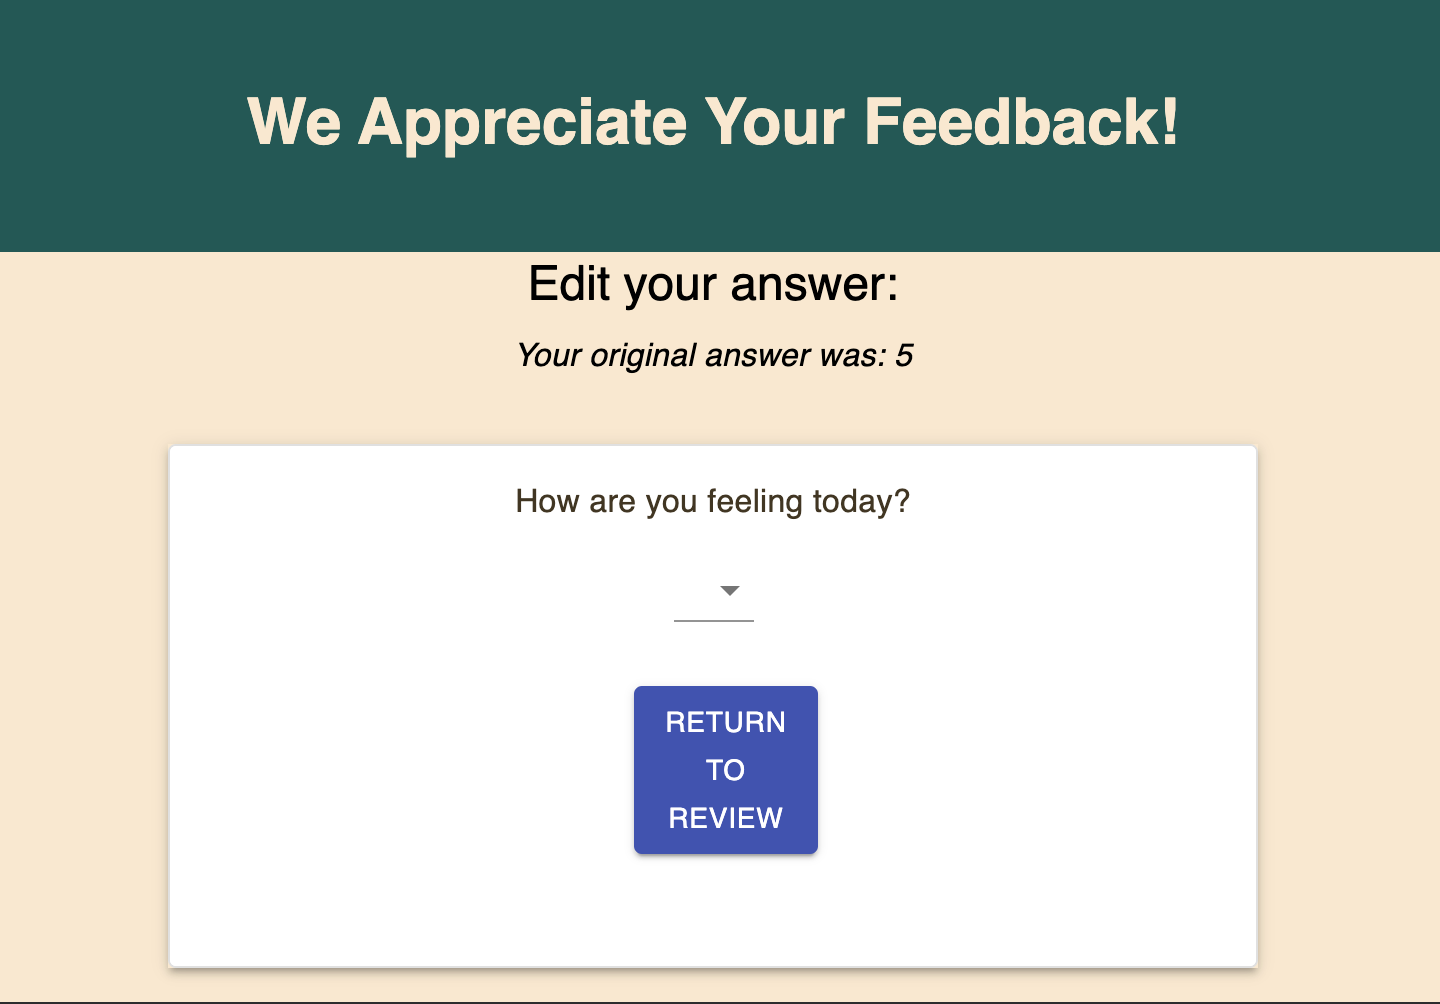 We Appreciate Your Feedback!
Edit your answer:
Your original answer was: 5
How are you feeling today?
RETURN
TO
REVIEW